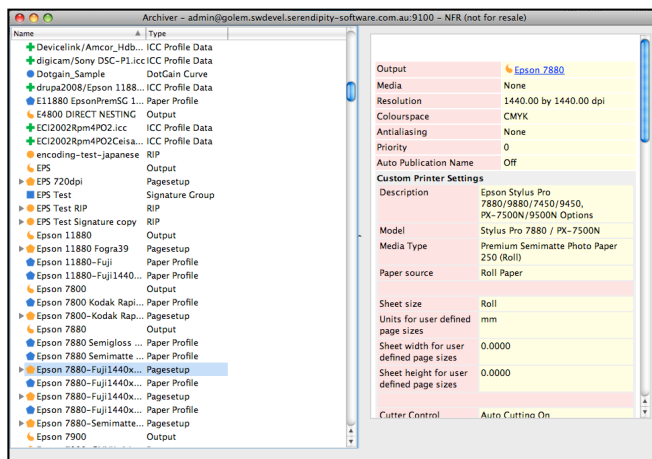 Archiver - admin@golem.swdevel.serendipity-software.com.au:9100 - NFR (not for resale)
Name Type
Devicelink/Amcor_Hdb... ICC Profile Data
digicam/Sony DSC-P1.icc ICC Profile Data
Dotgain_Sample DotGain Curve
drupa2008/Epson 1188... ICC Profile Data
E11880 EpsonPremSG 1... Paper Profile
E4800 DIRECT NESTING Output
ECI2002Rpm4PO2.icc ICC Profile Data
ECI2002Rpm4PO2Ceisa... ICC Profile Data
encoding-test-japanese RIP
EPS Output
EPS 720dpi Pagesetup
EPS Test Signature Group
EPS Test RIP RIP
EPS Test Signature copy RIP
Epson 11880 Output
Epson 11880 Fogra39 Pagesetup
Epson 11880-Fuji Paper Profile
Epson 11880-Fuji1440... Paper Profile
Epson 7800 Output
Epson 7800 Kodak Rapi... Paper Profile
Epson 7800-Kodak Rap... Pagesetup
Epson 7880 Output
Epson 7880 Semigloss ... Paper Profile
Epson 7880 Semimatte ... Paper Profile
Epson 7880-Fuji1440x... Pagesetup
Epson 7880-Fuji1440x... Paper Profile
Epson 7880-Fuji1440x... Pagesetup
Epson 7880-Fuji1440x... Paper Profile
Epson 7880-Semimatte... Pagesetup
Epson 7900 Output
Output Epson 7880
Media None
Resolution 1440.00 by 1440.00 dpi
Colourspace CMYK
Antialiasing None
Priority 0
Auto Publication Name Off
Custom Printer Settings
Description Epson Stylus Pro
7880/9880/7450/9450,
PX-7500N/9500N Options
Model Stylus Pro 7880 / PX-7500N
Media Type Premium Semimatte Photo Paper
250 (Roll)
Paper source Roll Paper
Sheet size Roll
Units for user defined mm
page sizes
Sheet width for user 0.0000
defined page sizes
Sheet height for user 0.0000
defined page sizes
Cutter Control Auto Cutting On